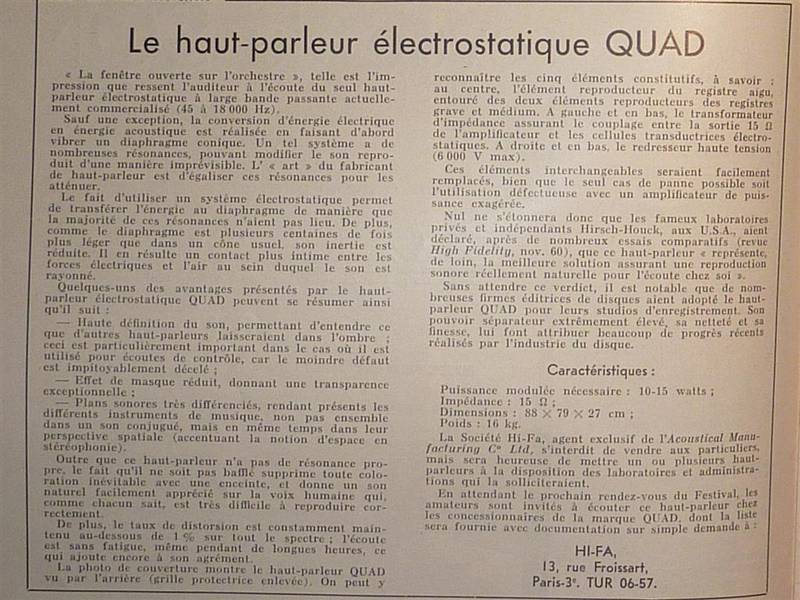 Le haut-parleur électrostatique QUAD
« La fenêtre ouverte sur l'orchestre », telle est l'im-
pression que ressent l'auditeur à l'écoute du seul haut-
parleur électrostatique à large bande passante actuelle-
ment commercialisé (45 à 18 000 Hz).
Sauf une exception, la conversion d'énergie électrique
en énergie acoustique est réalisée en faisant d'abord
vibrer un diaphragme conique. Un tel système a de
nombreuses résonances, pouvant modifier le son repro-
duit d'une manière imprévisible. L' « art » du fabricant
de haut-parleur est d'égaliser ces résonances pour les
atténuer.
Le fait d'utiliser un système électrostatique permet
de transférer l'énergie au diaphragme de manière que
la majorité de ces résonances n'aient pas lieu. De plus,
comme le diaphragme est plusieurs centaines de fois
plus léger que dans un cône usuel, son inertie est
réduite. Il en résulte un contact plus intime entre les
forces électriques et l'air au sein duquel le son est
rayonné.
Quelques-uns des avantages présentés par le haut-
parleur électrostatique QUAD peuvent se résumer ainsi
qu'il suit :
— Haute définition du son, permettant d'entendre ce
que d'autres haut-parleurs laisseraient dans l'ombre ;
ceci est particulièrement important dans le cas où il est
utilisé pour écoutes de contrôle, car le moindre défaut
est impitoyablement décelé ;
— Effet de masque réduit, donnant une transparence
exceptionnelle ;
— Plans sonores très différenciés, rendant présents les
différents instruments de musique, non pas ensemble
dans un son conjugué, mais en même temps dans leur
perspective spatiale (accentuant la notion d'espace en
stéréophonie).
Outre que ce haut-parleur n'a pas de résonance pro-
pre, le fait qu'il ne soit pas baffle supprime toute colo-
ration inévitable avec une enceinte, et donne un son
naturel facilement apprécié sur la voix humaine qui,
comme chacun sait, est très difficile à reproduire cor-
rectement.
De plus, le taux de distorsion est constamment main-
tenu au-dessous de 1 % sur tout le spectre ; l'écoute
est sans fatigue, même pendant de longues heures, ce
qui ajoute encore à son agrément.
La photo de couverture montre le haut-parleur QUAD
vu par l'arrière (grille protectrice enlevée). On peut y
reconnaître les cinq éléments constitutifs, à savoir :
au centre, l'élément reproducteur du registre aigu,
entouré des deux éléments reproducteurs des registres
grave et médium. A gauche et en bas, le transformateur
d'impédance assurant le couplage entre la sortie 15 Ω
de l'amplificateur et les cellules transductrices électro-
statiques. A droite et en bas, le redresseur haute tension
(6 000 V max).
Ces éléments interchangeables seraient facilement
remplacés, bien que le seul cas de panne possible soit
l'utilisation défectueuse avec un amplificateur de puis-
sance exagérée.
Nul ne s'étonnera donc que les fameux laboratoires
privés et indépendants Hirsch-Houck, aux U.S.A., aient
déclaré, après de nombreux essais comparatifs (revue
High Fidelity, nov. 60), que ce haut-parleur « représente,
de loin, la meilleure solution assurant une reproduction
sonore réellement naturelle pour l'écoute chez soi ».
Sans attendre ce verdict, il est notable que de nom-
breuses firmes éditrices de disques aient adopté le haut-
parleur QUAD pour leurs studios d'enregistrement. Son
pouvoir séparateur extrêmement élevé, sa netteté et sa
finesse, lui font attribuer beaucoup de progrès récents
réalisés par l'industrie du disque.
Caractéristiques :
Puissance modulée nécessaire : 10-15 watts ;
Impédance : 15 Ω ;
Dimensions : 88 × 79 × 27 cm ;
Poids : 16 kg.
La Société Hi-Fa, agent exclusif de l'Acoustical Manu-
facturing C° Ltd, s'interdit de vendre aux particuliers,
mais sera heureuse de mettre un ou plusieurs haut-
parleurs à la disposition des laboratoires et administra-
tions qui la solliciteraient.
En attendant le prochain rendez-vous du Festival, les
amateurs sont invités à écouter ce haut-parleur chez
les concessionnaires de la marque QUAD, dont la liste
sera fournie avec documentation sur simple demande à :
HI-FA,
13, rue Froissart,
Paris-3e. TUR 06-57.